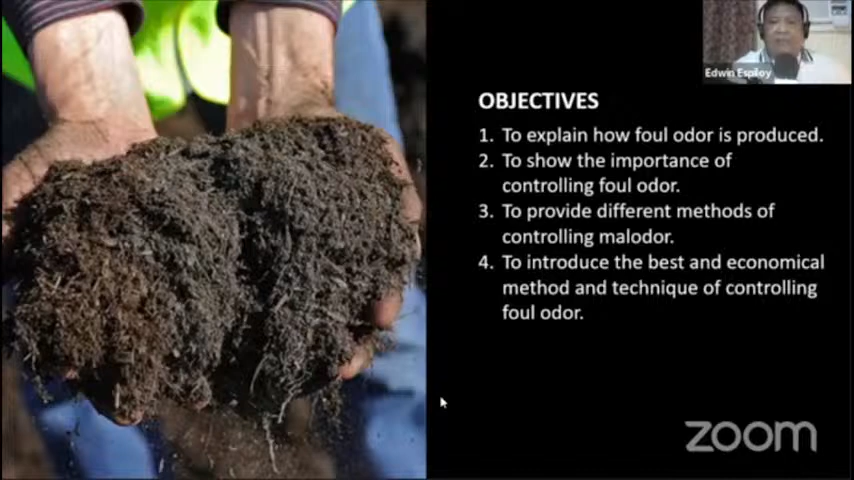 Edwin Espiloy
OBJECTIVES
1. To explain how foul odor is produced.
2. To show the importance of
controlling foul odor.
3. To provide different methods of
controlling malodor.
4. To introduce the best and economical
method and technique of controlling
foul odor.
zoom